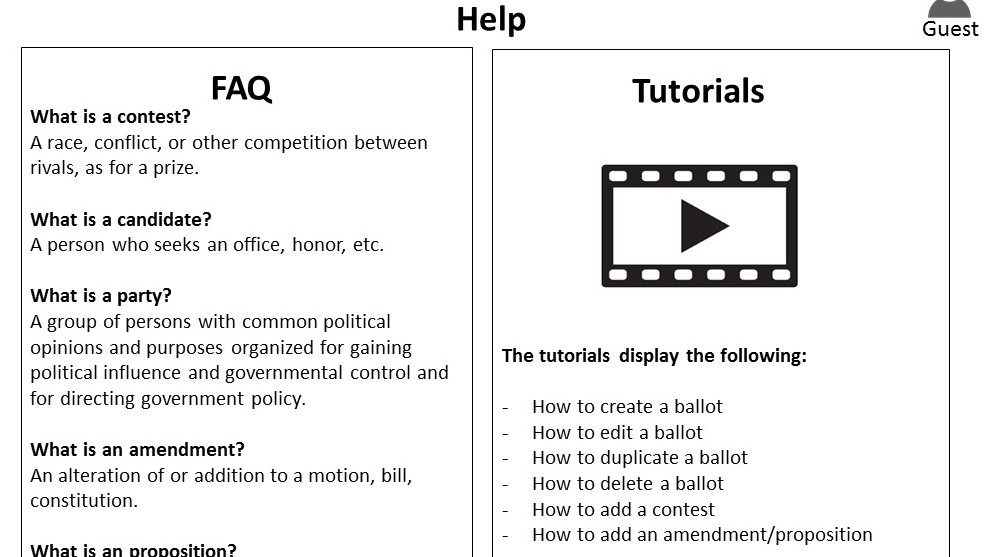 Help
Guest
FAQ
What is a contest?
A race, conflict, or other competition between
rivals, as for a prize.
What is a candidate?
A person who seeks an office, honor, etc.
What is a party?
A group of persons with common political
opinions and purposes organized for gaining
political influence and governmental control and
for directing government policy.
What is an amendment?
An alteration of or addition to a motion, bill,
constitution.
What is an proposition?
Tutorials
The tutorials display the following:
- How to create a ballot
- How to edit a ballot
- How to duplicate a ballot
- How to delete a ballot
- How to add a contest
- How to add an amendment/proposition